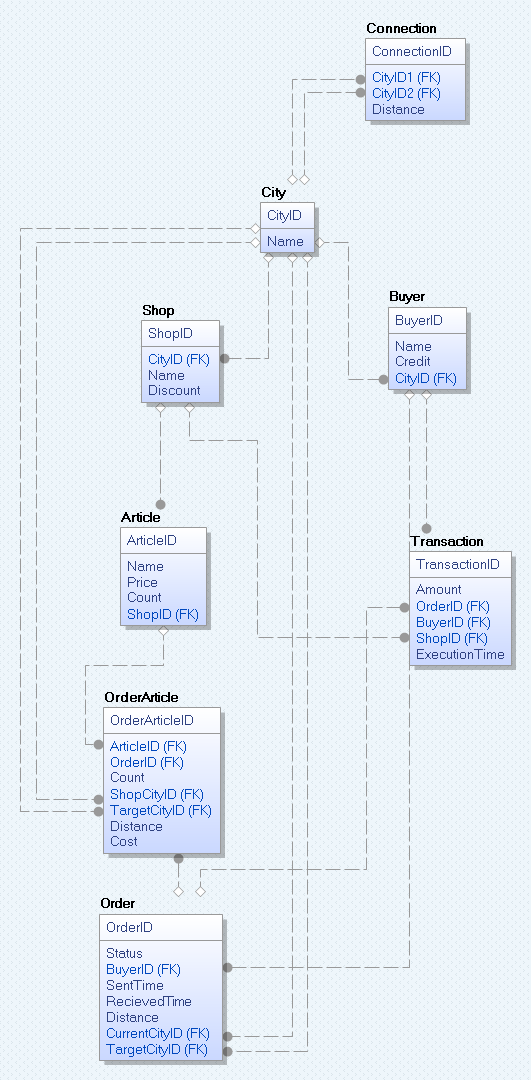 Connection
ConnectionID
CityID1 (FK)
CityID2 (FK)
Distance
City
CityID
Name
Shop
ShopID
CityID (FK)
Name
Discount
Buyer
BuyerID
Name
Credit
CityID (FK)
Article
ArticleID
Name
Price
Count
ShopID (FK)
Transaction
TransactionID
Amount
OrderID (FK)
BuyerID (FK)
ShopID (FK)
ExecutionTime
OrderArticle
OrderArticleID
ArticleID (FK)
OrderID (FK)
Count
ShopCityID (FK)
TargetCityID (FK)
Distance
Cost
Order
OrderID
Status
BuyerID (FK)
SentTime
RecievedTime
Distance
CurrentCityID (FK)
TargetCityID (FK)